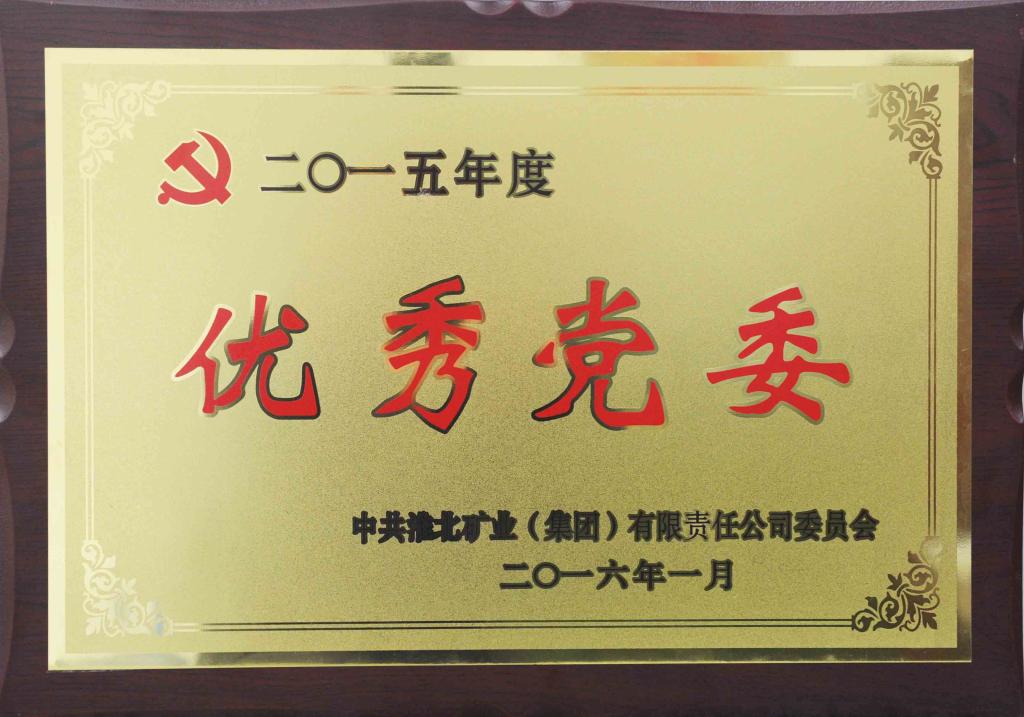 二〇一五年度
优秀党委
中共淮北矿业（集团）有限责任公司委员会
二〇一六年一月